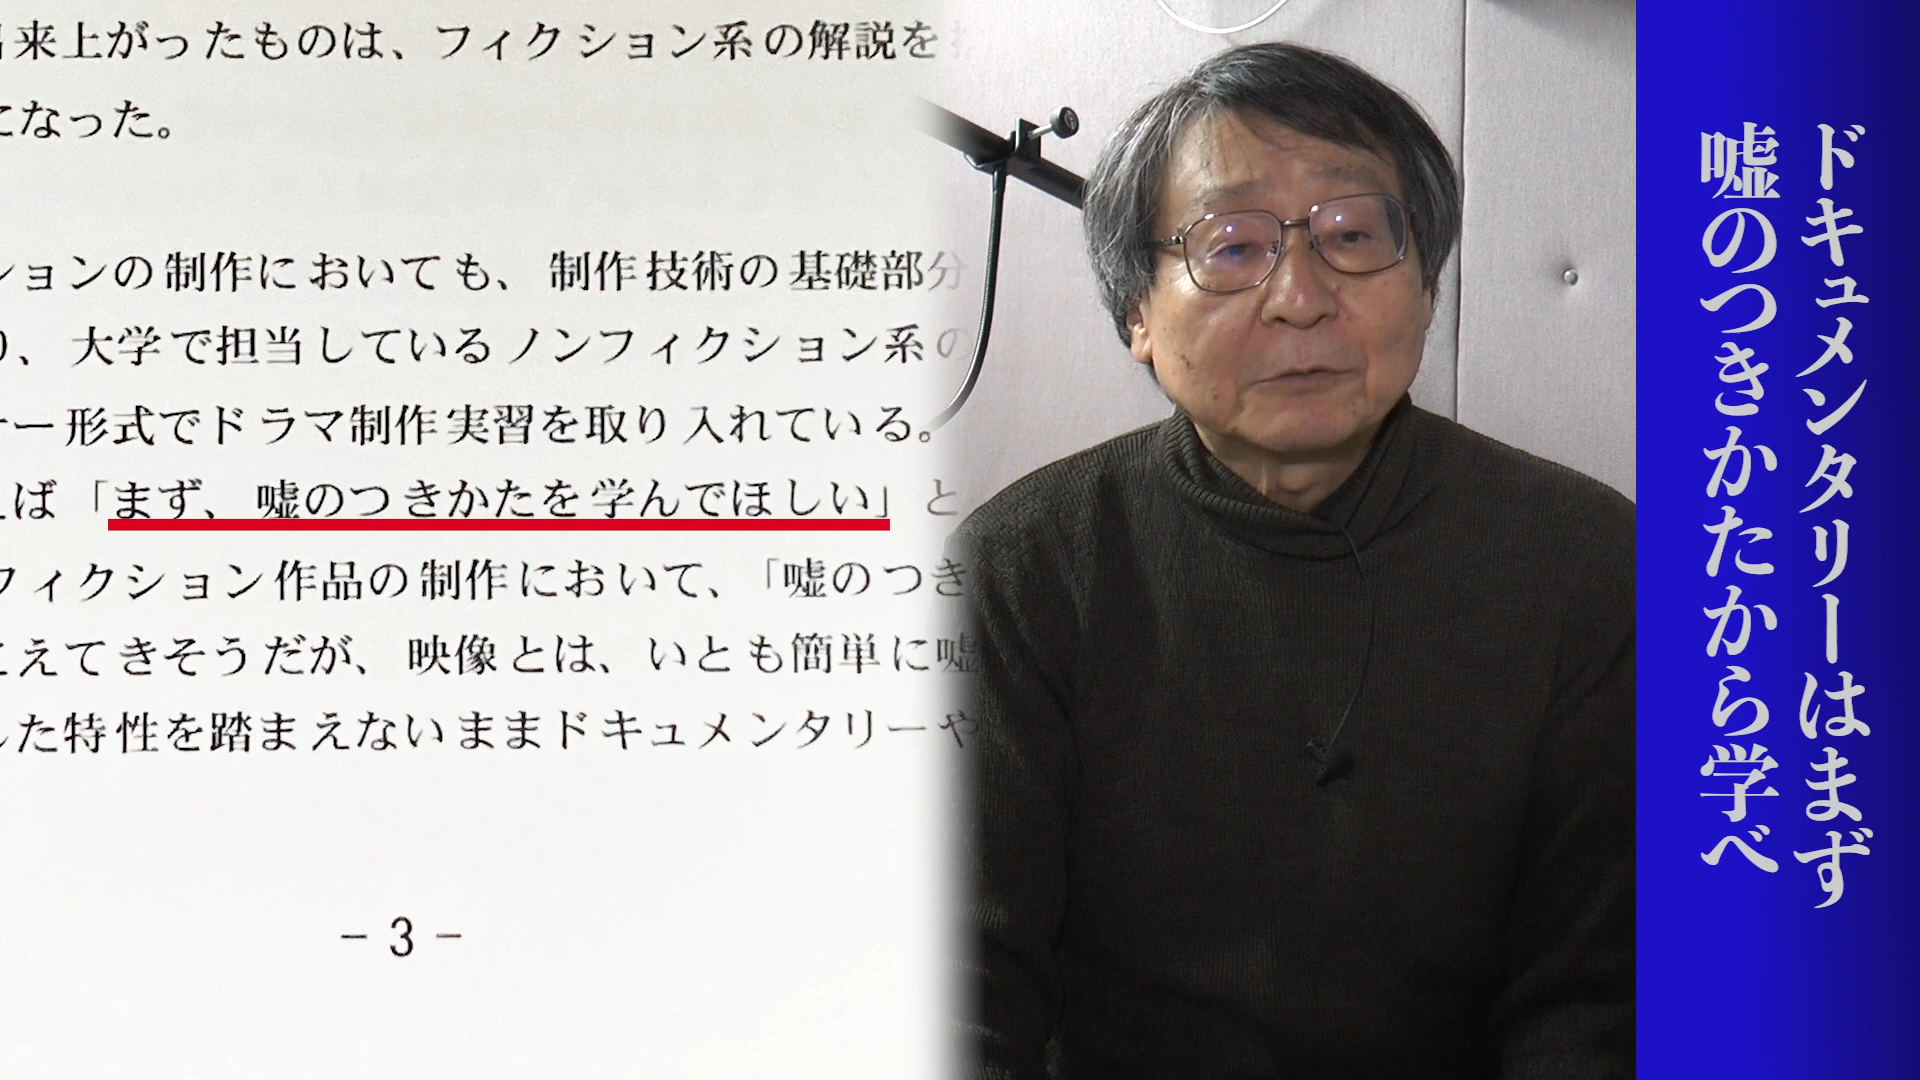 来上がったものは、フィクション系の解説を
になった。
ションの制作においても、制作技術の基礎部分
り、大学で担当しているノンフィクション系の
ナー形式でドラマ制作実習を取り入れている。
えば「まず、嘘のつきかたを学んでほしい」と
フィクション作品の制作において、「嘘のつき
こえてきそうだが、映像とは、いとも簡単に嘘
した特性を踏まえないままドキュメンタリーや
- 3 -
ドキュメンタリーはまず
嘘のつきかたから学べ